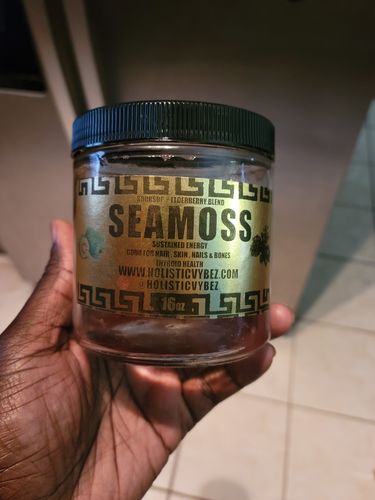 SOURSOP - ELDERBERRY BLEND
SEAMOSS
SUSTAINED ENERGY
GOOD FOR HAIR, SKIN, NAILS & BONES
THYROID HEALTH
WWW.HOLISTICVYBEZ.COM
@HOLISTICVYBEZ
16oz